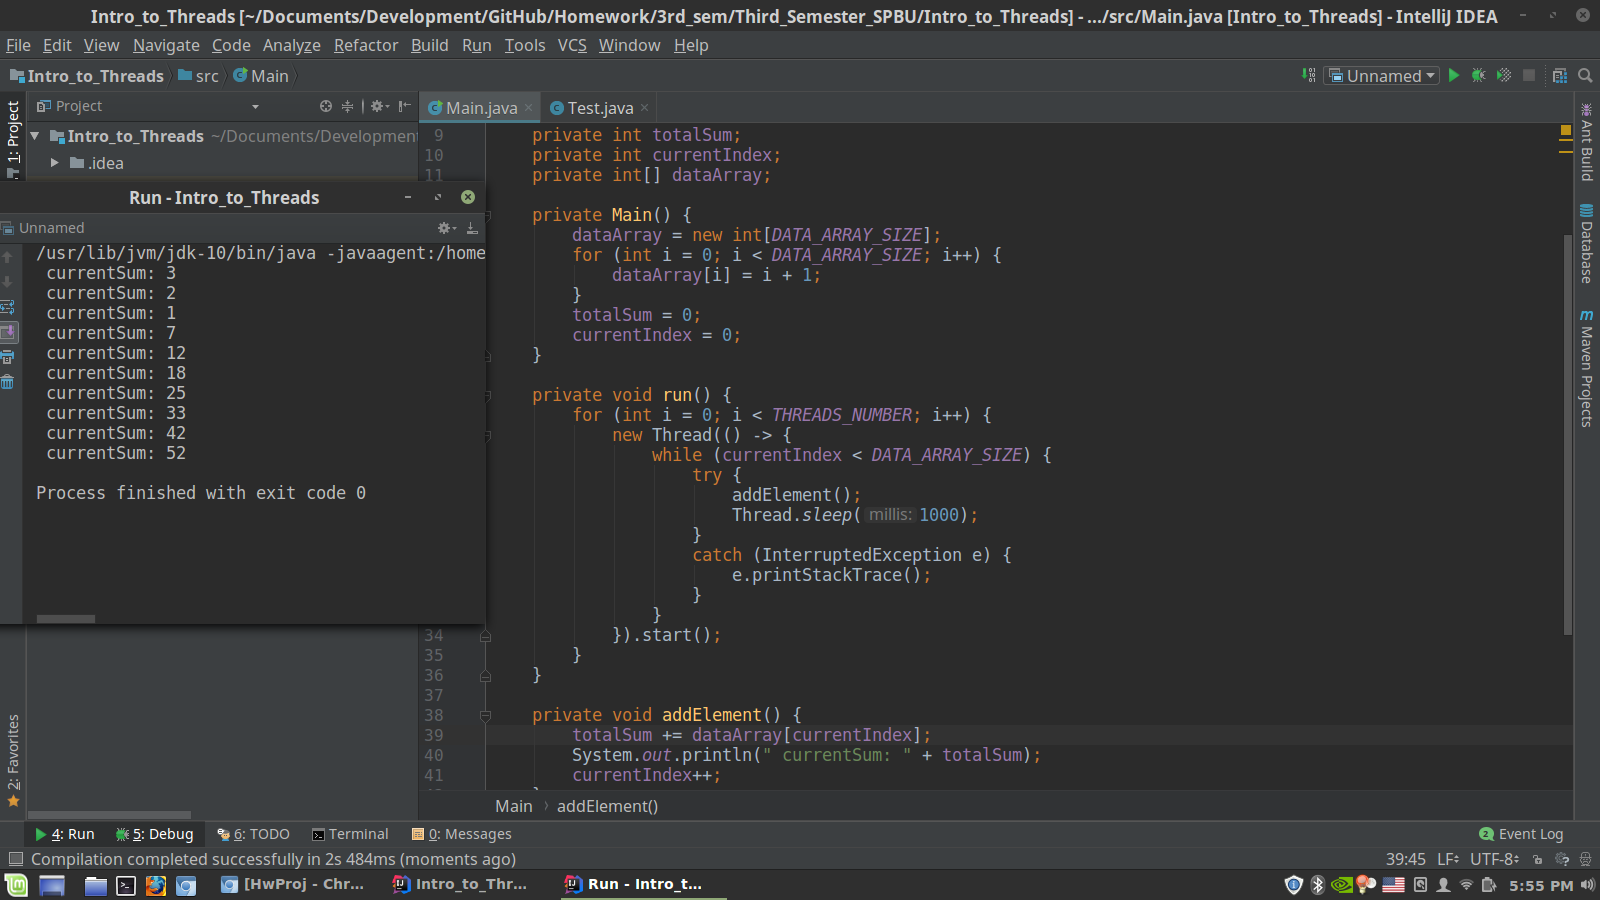 Intro_to_Threads [~/Documents/Development/GitHub/Homework/3rd_sem/Third_Semester_SPBU/Intro_to_Threads] - .../src/Main.java [Intro_to_Threads] - IntelliJ IDEA
File Edit View Navigate Code Analyze Refactor Build Run Tools VCS Window Help
Intro_to_Threads src Main Unnamed
1: Project
Project
Main.java Test.java
Intro_to_Threads ~/Documents/Development
.idea
Run - Intro_to_Threads
Unnamed
/usr/lib/jvm/jdk-10/bin/java -javaagent:/home
currentSum: 3
currentSum: 2
currentSum: 1
currentSum: 7
currentSum: 12
currentSum: 18
currentSum: 25
currentSum: 33
currentSum: 42
currentSum: 52
Process finished with exit code 0
9 private int totalSum;
10 private int currentIndex;
11 private int[] dataArray;
private Main() {
dataArray = new int[DATA_ARRAY_SIZE];
for (int i = 0; i < DATA_ARRAY_SIZE; i++) {
dataArray[i] = i + 1;
}
totalSum = 0;
currentIndex = 0;
}
private void run() {
for (int i = 0; i < THREADS_NUMBER; i++) {
new Thread(() -> {
while (currentIndex < DATA_ARRAY_SIZE) {
try {
addElement();
Thread.sleep( millis: 1000);
}
catch (InterruptedException e) {
e.printStackTrace();
}
}
34 }).start();
35 }
36 }
37
38 private void addElement() {
39 totalSum += dataArray[currentIndex];
40 System.out.println(" currentSum: " + totalSum);
41 currentIndex++;
Main addElement()
Ant Build
Database
m Maven Projects
2: Favorites
4: Run 5: Debug 6: TODO Terminal 0: Messages 2 Event Log
Compilation completed successfully in 2s 484ms (moments ago) 39:45 LF UTF-8
[HwProj - Chr... Intro_to_Thr... Run - Intro_t... 5:55 PM